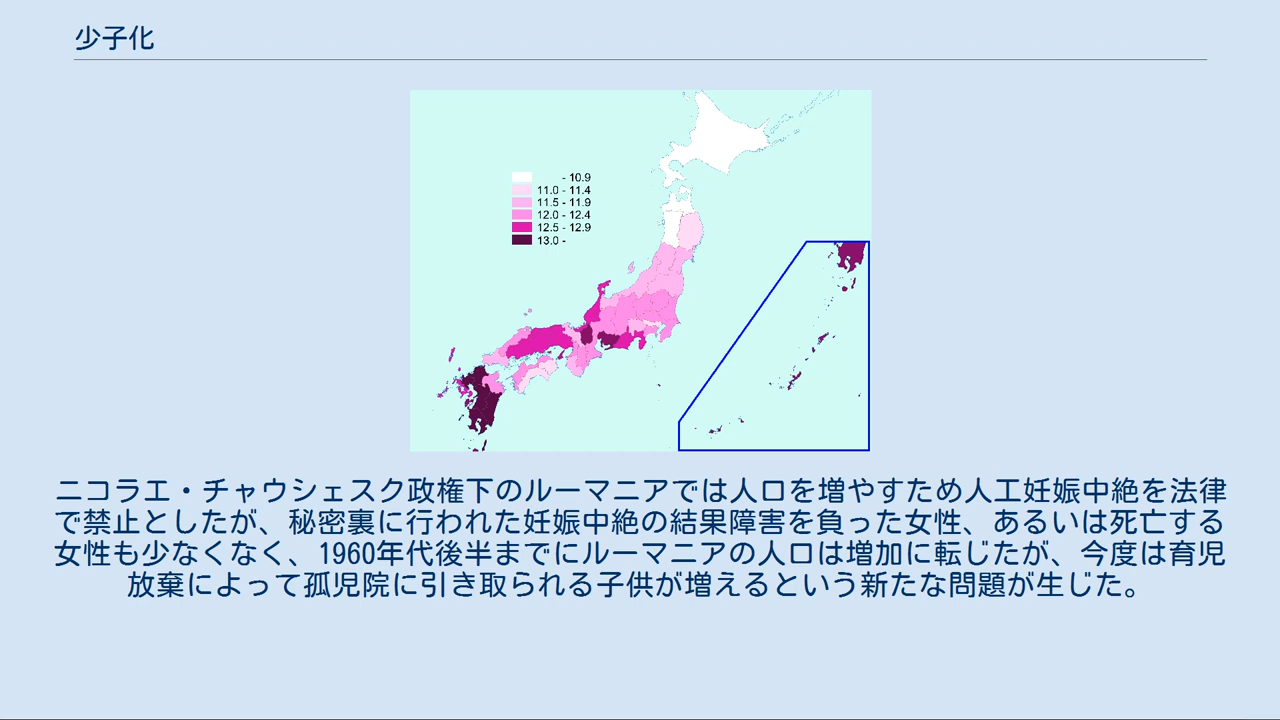 少子化
- 10.9
11.0 - 11.4
11.5 - 11.9
12.0 - 12.4
12.5 - 12.9
13.0 -
ニコラエ・チャウシェスク政権下のルーマニアでは人口を増やすため人工妊娠中絶を法律
で禁止としたが、秘密裏に行われた妊娠中絶の結果障害を負った女性、あるいは死亡する
女性も少なくなく、1960年代後半までにルーマニアの人口は増加に転じたが、今度は育児
放棄によって孤児院に引き取られる子供が増えるという新たな問題が生じた。